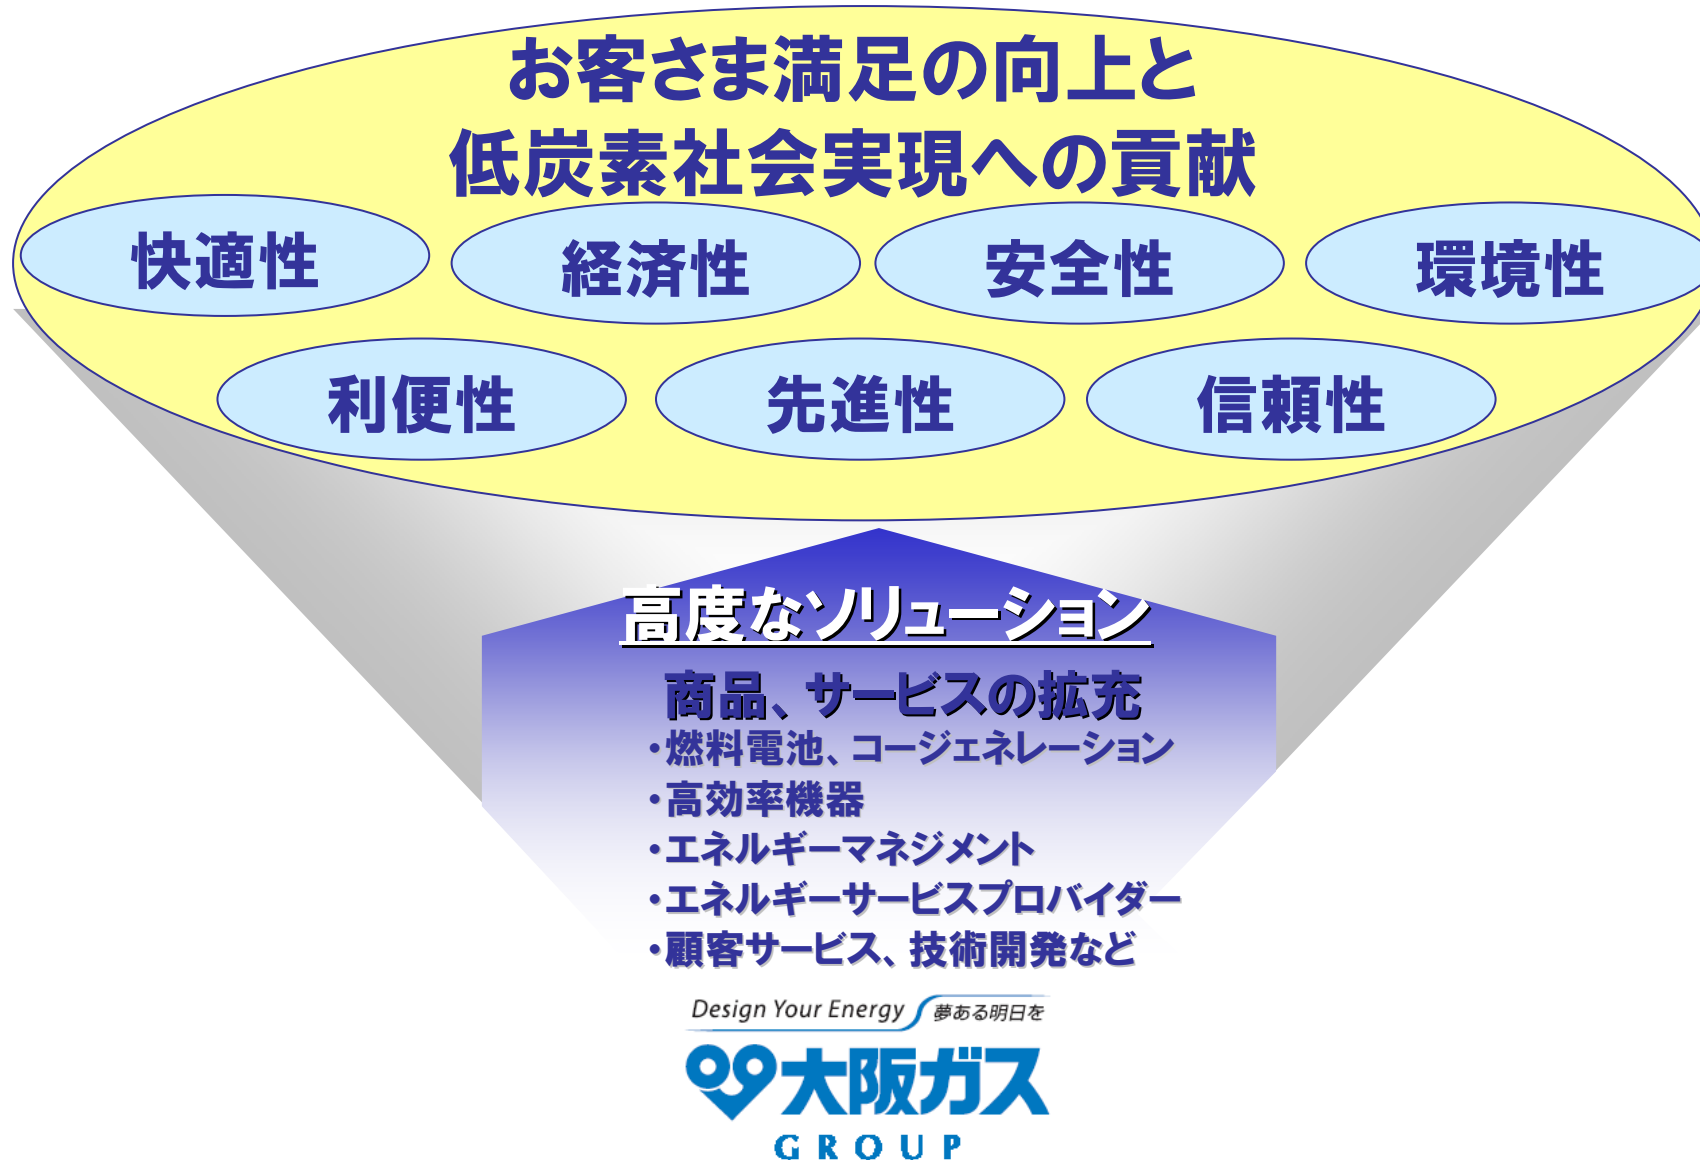 お客さま満足の向上と
低炭素社会実現への貢献
快適性
経済性
安全性
環境性
利便性
先進性
信頼性
高度なソリューション
商品、サービスの拡充
・燃料電池、コージェネレーション
・高効率機器
・エネルギーマネジメント
・エネルギーサービスプロバイダー
・顧客サービス、技術開発など
Design Your Energy 夢ある明日を
大阪ガス
GROUP